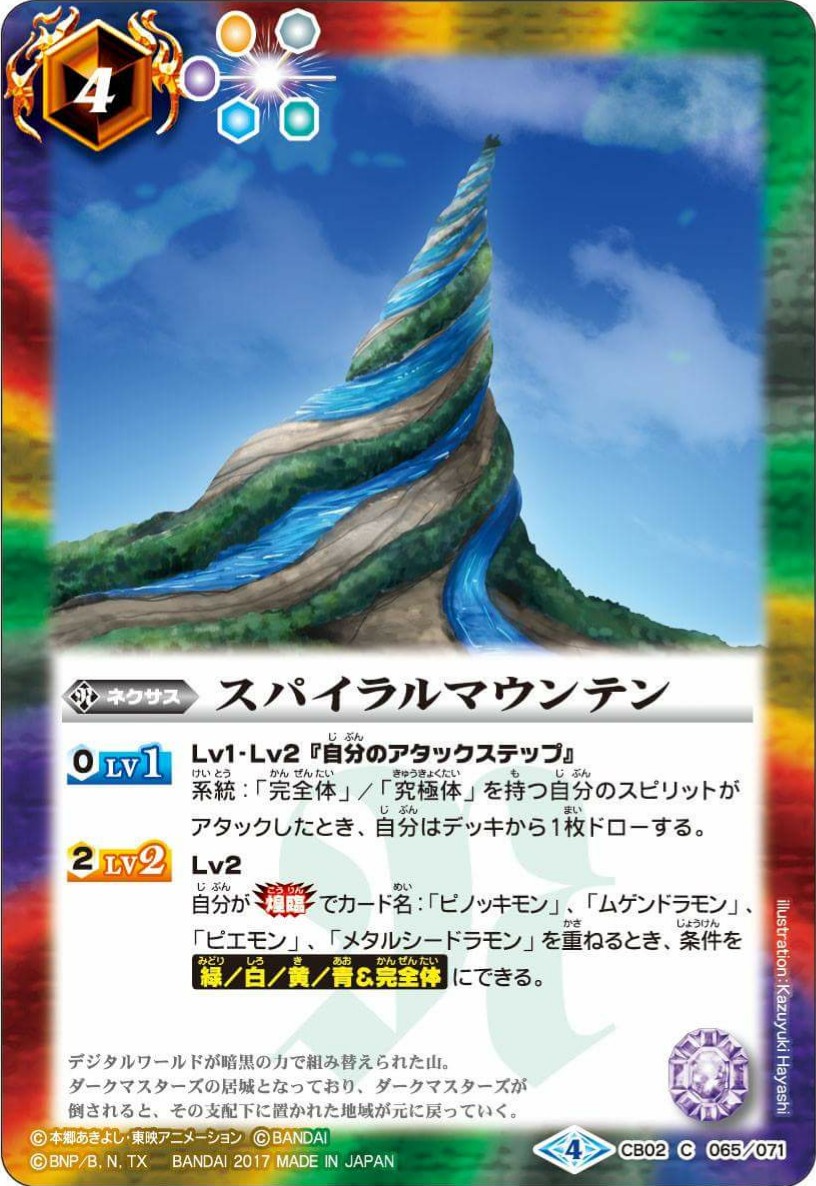 4
ネクサス スパイラルマウンテン
0 LV1 Lv1・Lv2『自分のアタックステップ』
系統：「完全体」／「究極体」を持つ自分のスピリットが
アタックしたとき、自分はデッキから1枚ドローする。
2 LV2 Lv2
自分が煌臨でカード名：「ピノッキモン」、「ムゲンドラモン」、
「ピエモン」、「メタルシードラモン」を重ねるとき、条件を
緑／白／黄／青&完全体にできる。
デジタルワールドが暗黒の力で組み替えられた山。
ダークマスターズの居城となっており、ダークマスターズが
倒されると、その支配下に置かれた地域が元に戻っていく。
illustration:Kazuyuki Hayashi
©本郷あきよし・東映アニメーション ©BANDAI
©BNP/B, N, TX BANDAI 2017 MADE IN JAPAN
4 CB02 C 065/071